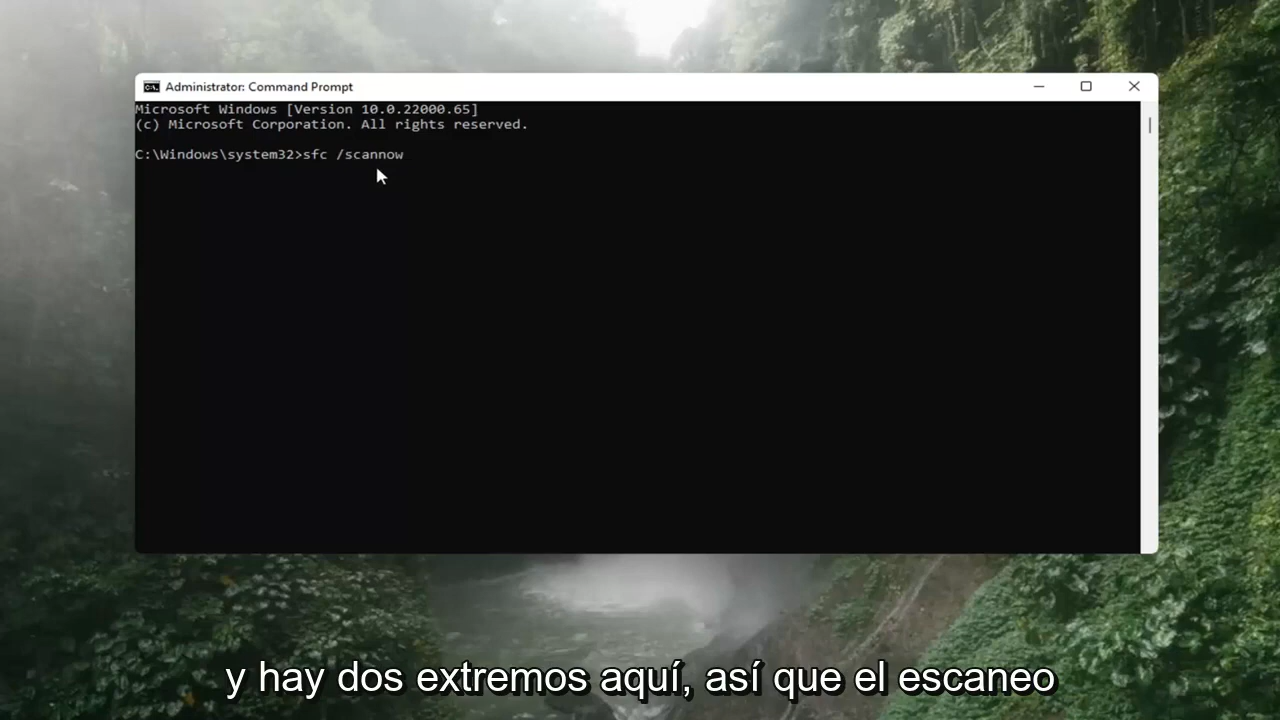 Administrator: Command Prompt
Microsoft Windows [Version 10.0.22000.65]
(c) Microsoft Corporation. All rights reserved.
C:\Windows\system32>sfc /scannow
y hay dos extremos aquí, así que el escaneo